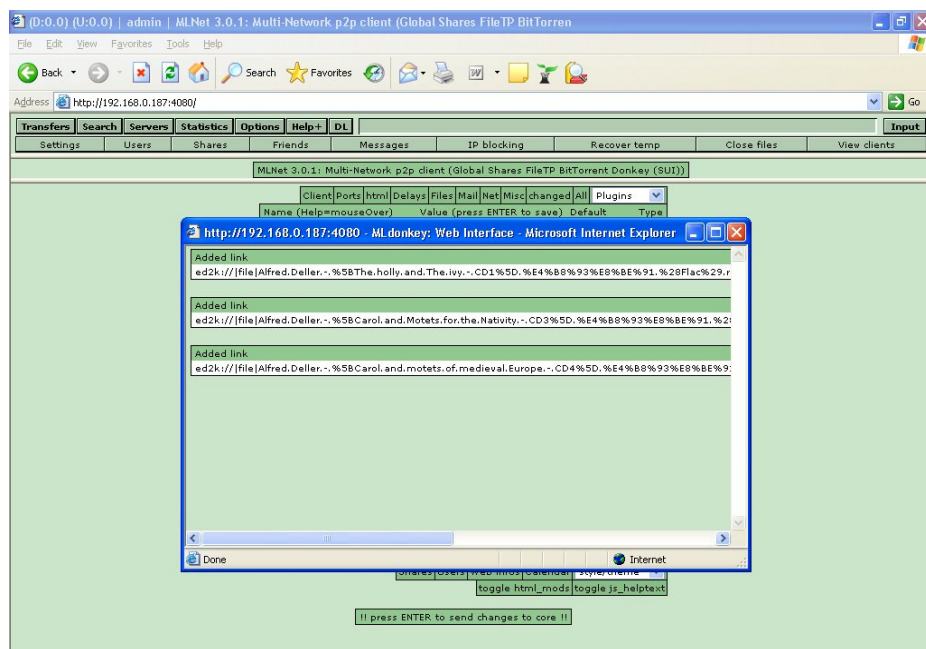 (D:0.0) (U:0.0) | admin | MLNet 3.0.1: Multi-Network p2p client (Global Shares FileTP BitTorren
File Edit View Favorites Tools Help
Back Search Favorites
Address http://192.168.0.187:4080/ Go
Transfers Search Servers Statistics Options Help+ DL Input
Settings Users Shares Friends Messages IP blocking Recover temp Close files View clients
MLNet 3.0.1: Multi-Network p2p client (Global Shares FileTP BitTorrent Donkey (SUI))
Client Ports html Delays Files Mail Net Misc changed All Plugins
Name (Help=mouseOver) Value (press ENTER to save) Default Type
http://192.168.0.187:4080 - MLdonkey: Web Interface - Microsoft Internet Explorer
Added link
ed2k://|file|Alfred.Deller.-.%5BThe.holly.and.The.ivy.-.CD1%5D.%E4%B8%93%E8%BE%91.%28Flac%29.r
Added link
ed2k://|file|Alfred.Deller.-.%5BCarol.and.Motets.for.the.Nativity.-.CD3%5D.%E4%B8%93%E8%BE%91.%2
Added link
ed2k://|file|Alfred.Deller.-.%5BCarol.and.motets.of.medieval.Europe.-.CD4%5D.%E4%B8%93%E8%BE%9
Done Internet
Shares Users Web infos Calendar style/theme
toggle html_mods toggle js_helptext
!! press ENTER to send changes to core !!